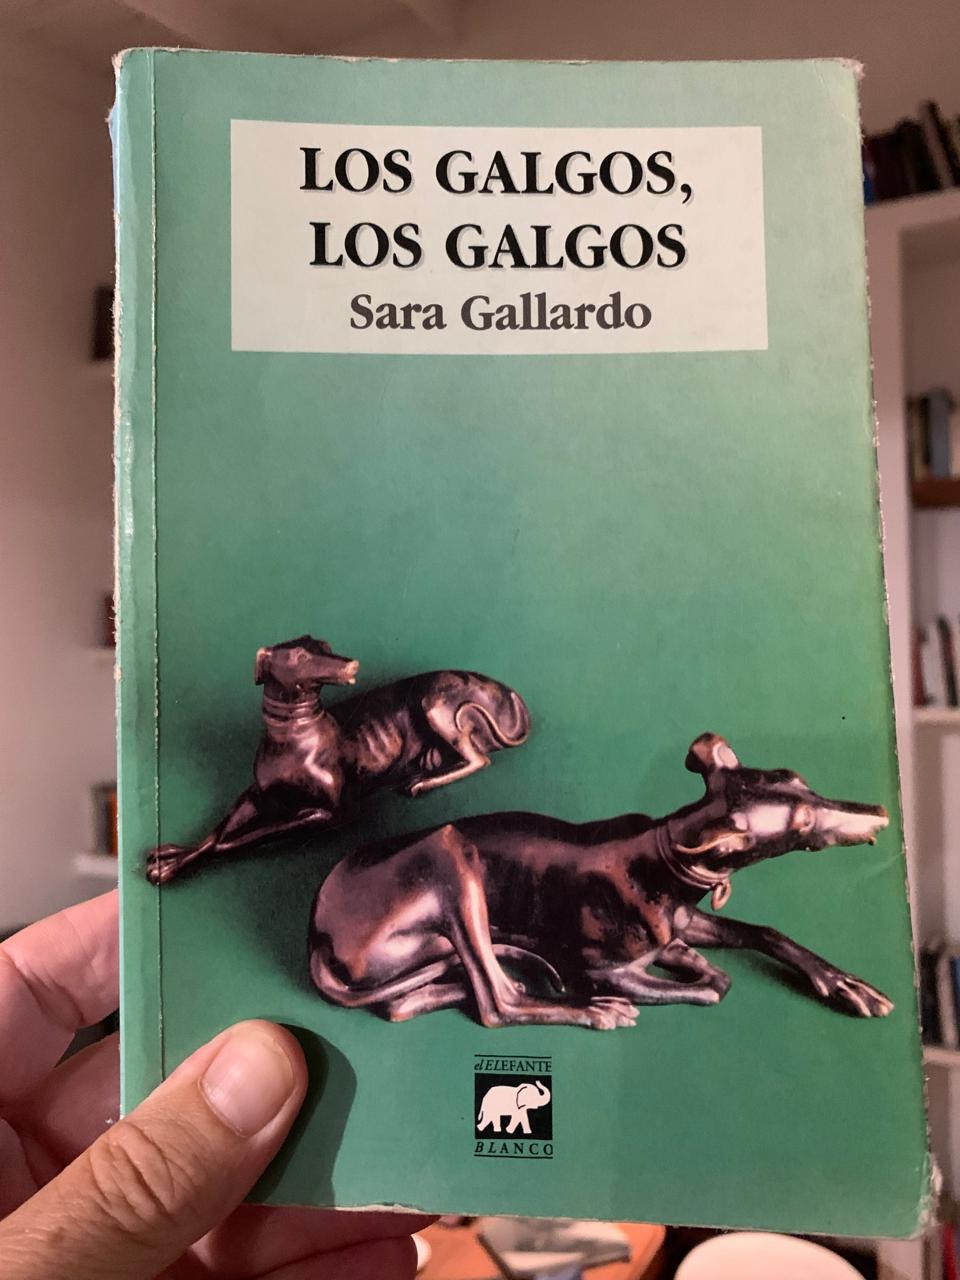 LOS GALGOS,
LOS GALGOS
Sara Gallardo
el ELEFANTE
BLANCO